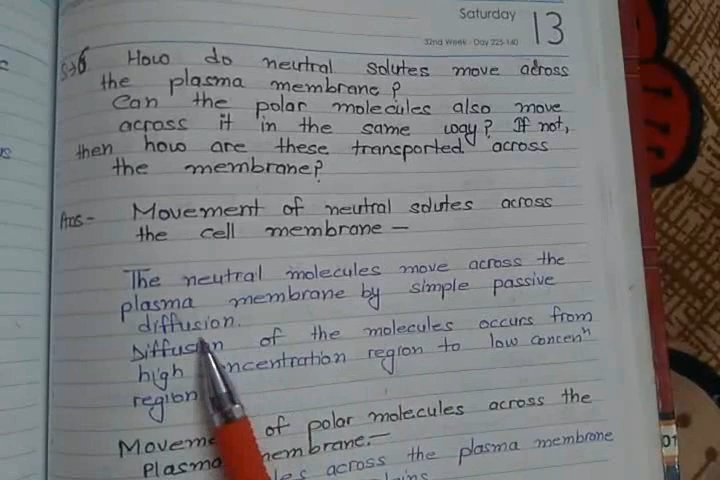 Saturday 13
32nd Week - Day 225-140
6 How do neutral solutes move across
the plasma membrane?
Can the polar molecules also move
across it in the same way? If not,
then how are these transported across
the membrane?
Ans - Movement of neutral solutes across
the cell membrane -
The neutral molecules move across the
plasma membrane by simple passive
diffusion.
Diffusion of the molecules occurs from
high region to low concenⁿ
region
of polar molecules across the
Plasma membrane.-
across the plasma membrane
01